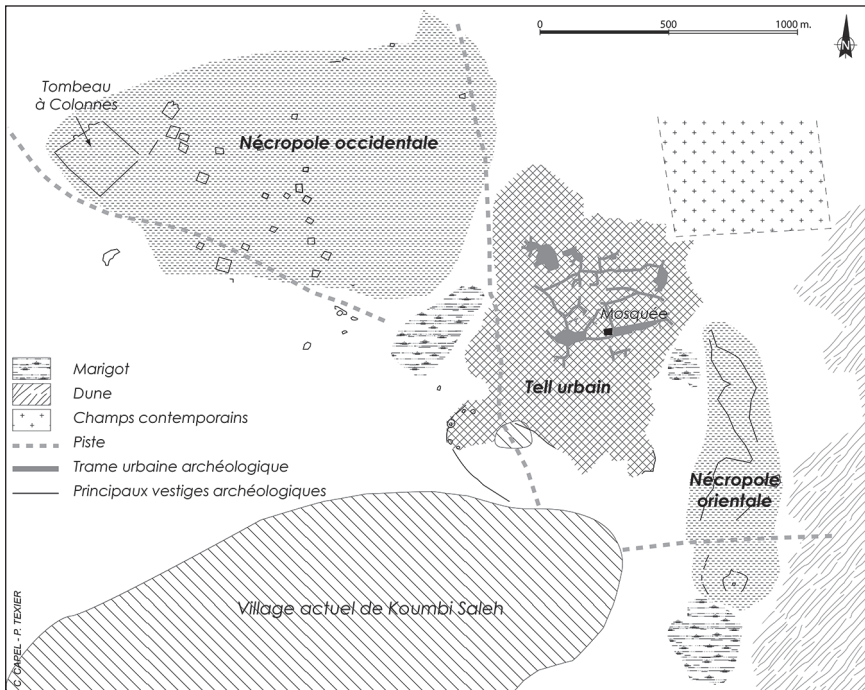 0 500 1000 m.
N
Tombeau
à Colonnes
Nécropole occidentale
Mosquée
Tell urbain
Marigot
Dune
Champs contemporains
Piste
Trame urbaine archéologique
Principaux vestiges archéologiques
Nécropole
orientale
Village actuel de Koumbi Saleh
C. CAPEL - P. TEXIER